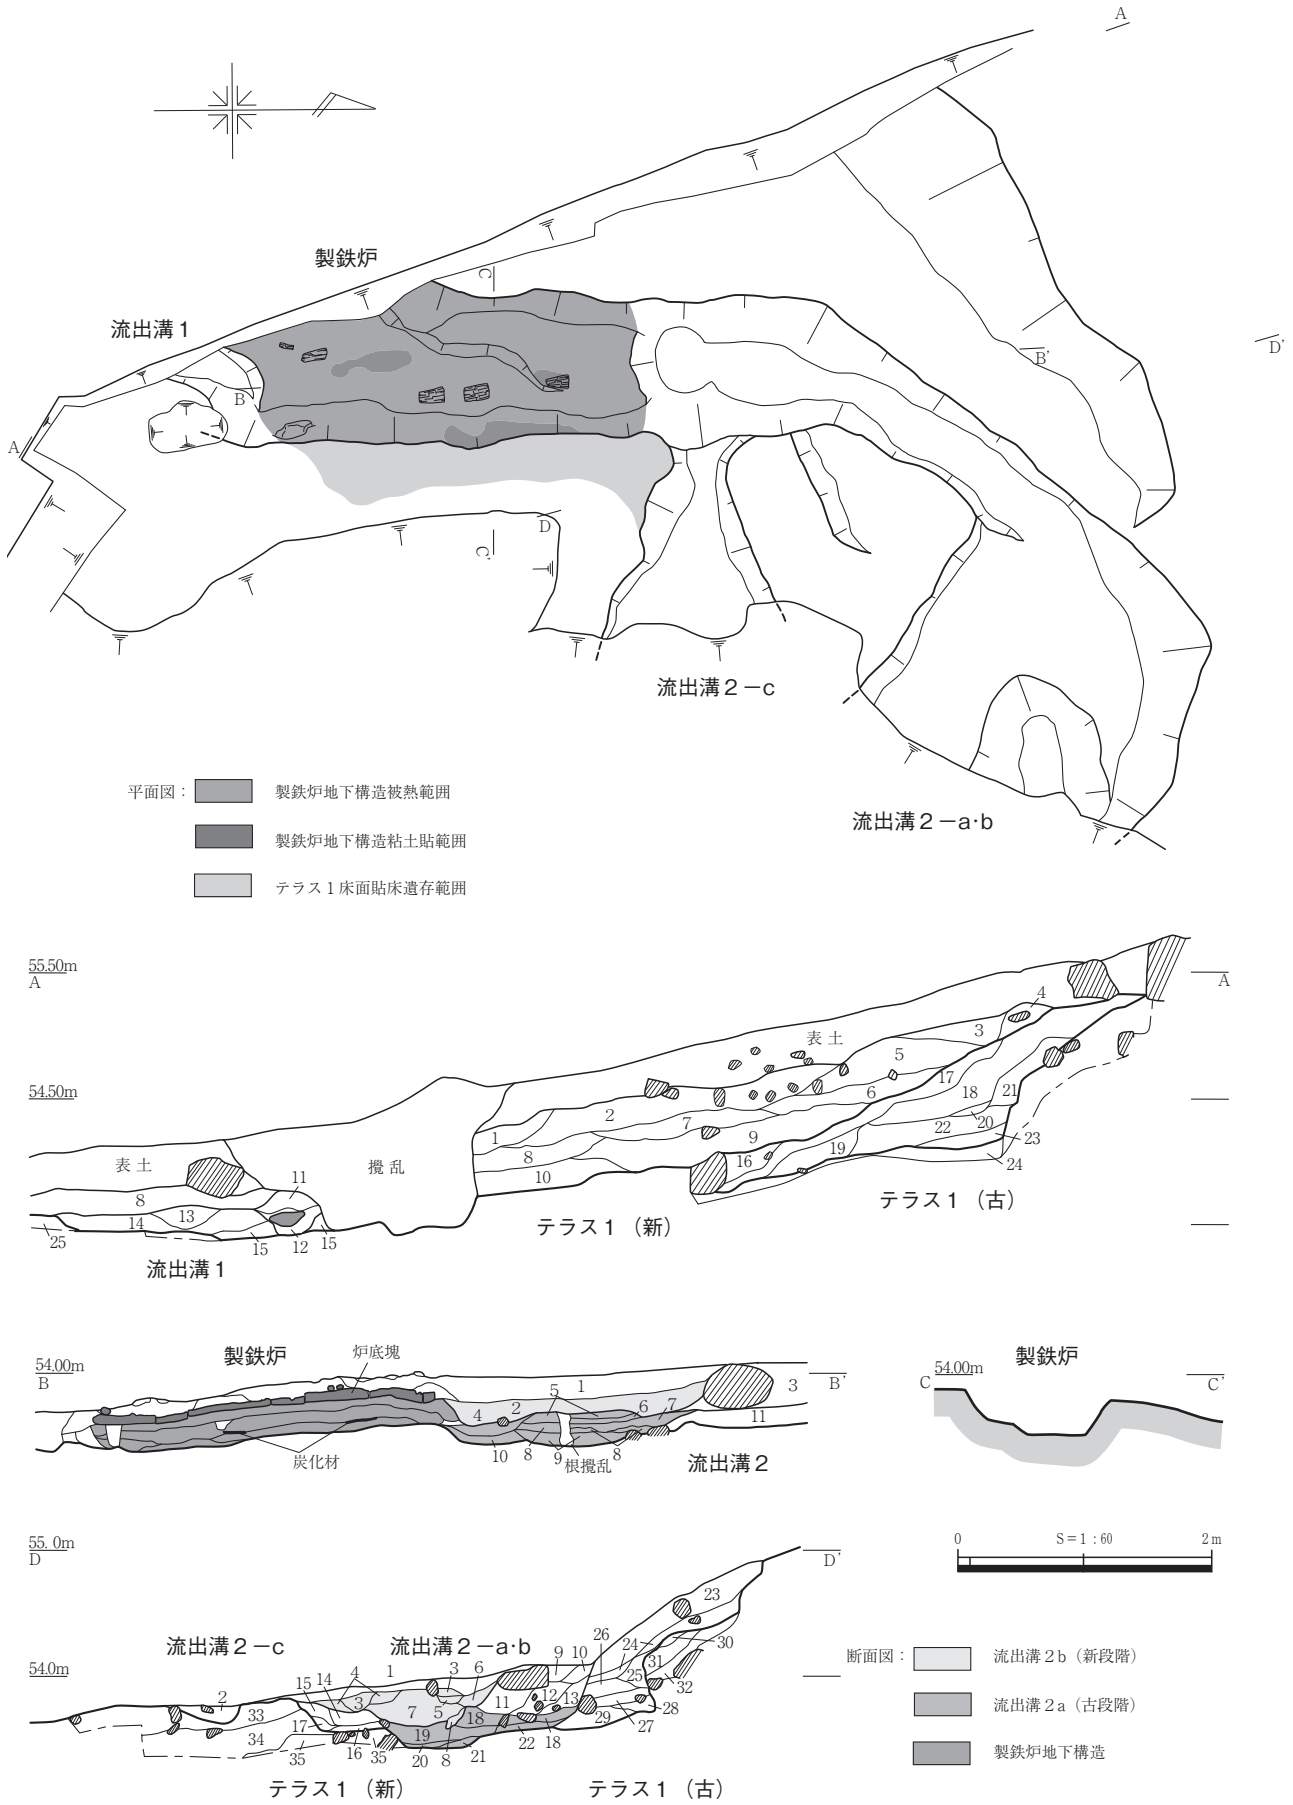 A
製鉄炉
C
流出溝1
B
B'
D'
A
D
C'
流出溝2－c
流出溝2－a・b
平面図：
製鉄炉地下構造被熱範囲
製鉄炉地下構造粘土貼範囲
テラス1床面貼床遺存範囲
55.50m
A
A
表土
4
3
5
54.50m
17
6
18
21
2
7
1
9
22
20
23
8
16
19
24
10
表土
攪乱
11
8
13
14
25
15
12
15
テラス1（新）
テラス1（古）
流出溝1
製鉄炉
炉底塊
54.00m
B
B'
1
3
5
2
4
6
7
11
10
8
9
8
炭化材
根攪乱
流出溝2
製鉄炉
54.00m
C
C'
55.0m
D
D'
0
S＝1：60
2m
流出溝2－c
流出溝2－a・b
54.0m
23
26
24
30
9
10
15
14
4
1
3
6
31
25
32
2
33
3
7
5
18
11
12
13
28
29
27
17
34
35
16
35
19
20
8
21
22
18
テラス1（新）
テラス1（古）
断面図：
流出溝2b（新段階）
流出溝2a（古段階）
製鉄炉地下構造